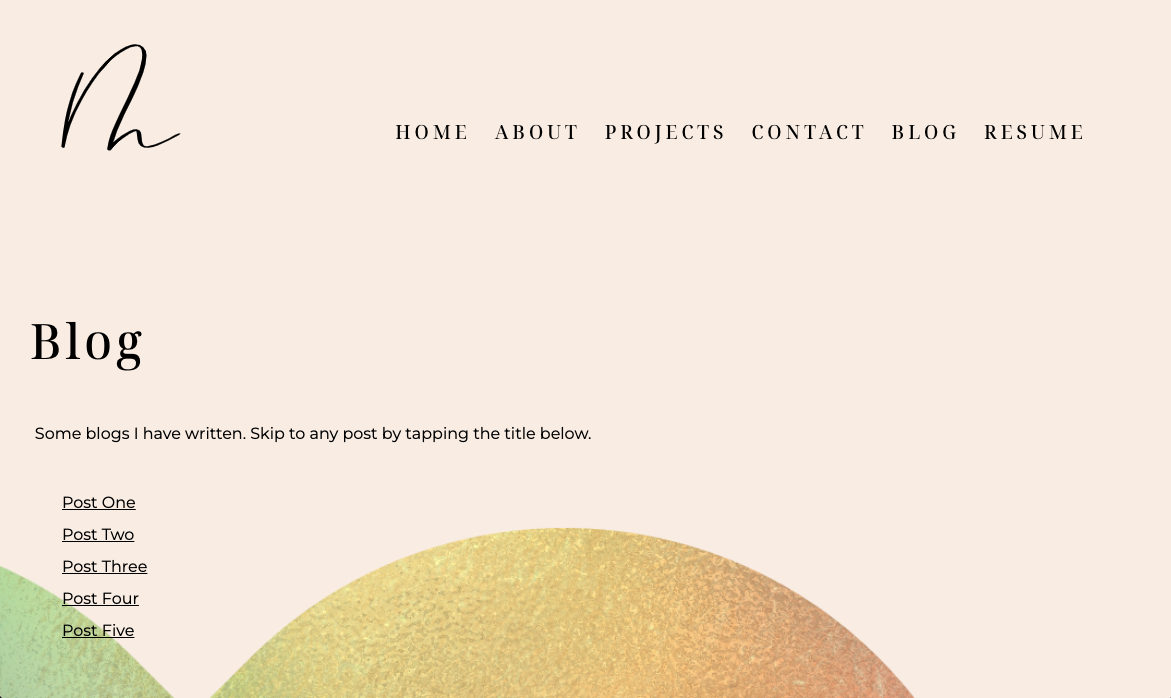 HOME ABOUT PROJECTS CONTACT BLOG RESUME
Blog
Some blogs I have written. Skip to any post by tapping the title below.
Post One
Post Two
Post Three
Post Four
Post Five